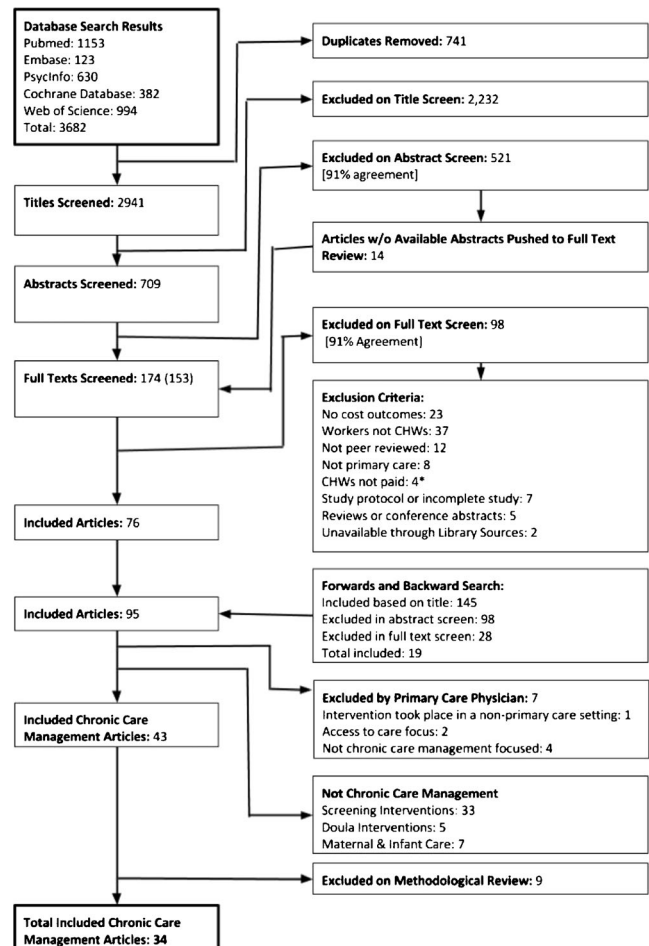 Database Search Results
Pubmed: 1153
Embase: 123
PsycInfo: 630
Cochrane Database: 382
Web of Science: 994
Total: 3682
Duplicates Removed: 741
Excluded on Title Screen: 2,232
Excluded on Abstract Screen: 521
[91% agreement]
Titles Screened: 2941
Articles w/o Available Abstracts Pushed to Full Text
Review: 14
Abstracts Screened: 709
Excluded on Full Text Screen: 98
[91% Agreement]
Full Texts Screened: 174 (153)
Exclusion Criteria:
No cost outcomes: 23
Workers not CHWs: 37
Not peer reviewed: 12
Not primary care: 8
CHWs not paid: 4*
Study protocol or incomplete study: 7
Reviews or conference abstracts: 5
Unavailable through Library Sources: 2
Included Articles: 76
Forwards and Backward Search:
Included based on title: 145
Excluded in abstract screen: 98
Excluded in full text screen: 28
Total included: 19
Included Articles: 95
Excluded by Primary Care Physician: 7
Intervention took place in a non-primary care setting: 1
Access to care focus: 2
Not chronic care management focused: 4
Included Chronic Care
Management Articles: 43
Not Chronic Care Management
Screening Interventions: 33
Doula Interventions: 5
Maternal & Infant Care: 7
Excluded on Methodological Review: 9
Total Included Chronic Care
Management Articles: 34